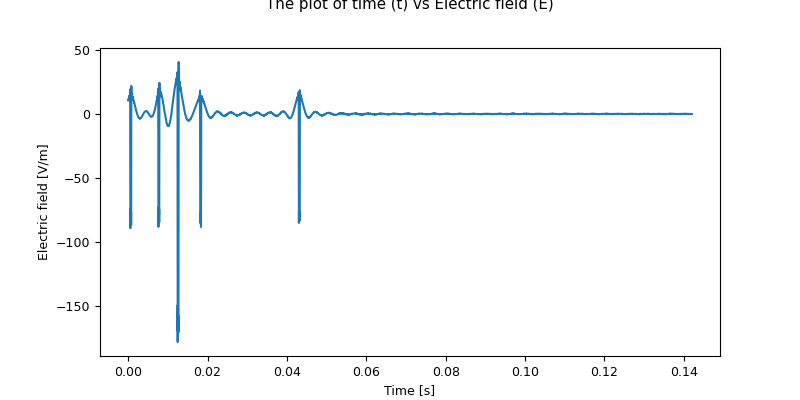 The plot of time (t) vs Electric field (E)
50
0
−50
−100
−150
Electric field [V/m]
0.00 0.02 0.04 0.06 0.08 0.10 0.12 0.14
Time [s]